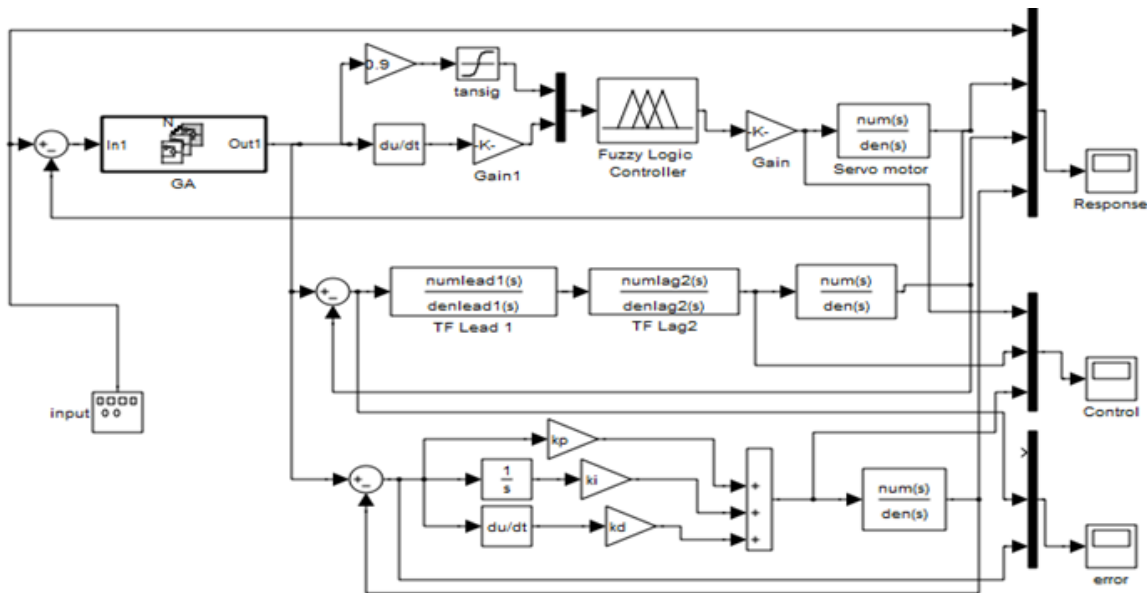 0.9
tansig
+
-
In1
N
Out1
GA
du/dt
-K-
Gain1
Fuzzy Logic
Controller
-K-
Gain
num(s)
den(s)
Servo motor
Response
+
-
numlead1(s)
denlead1(s)
TF Lead 1
numlag2(s)
denlag2(s)
TF Lag2
num(s)
den(s)
input
Control
+
-
kp
1
s
ki
du/dt
kd
+
+
+
num(s)
den(s)
error